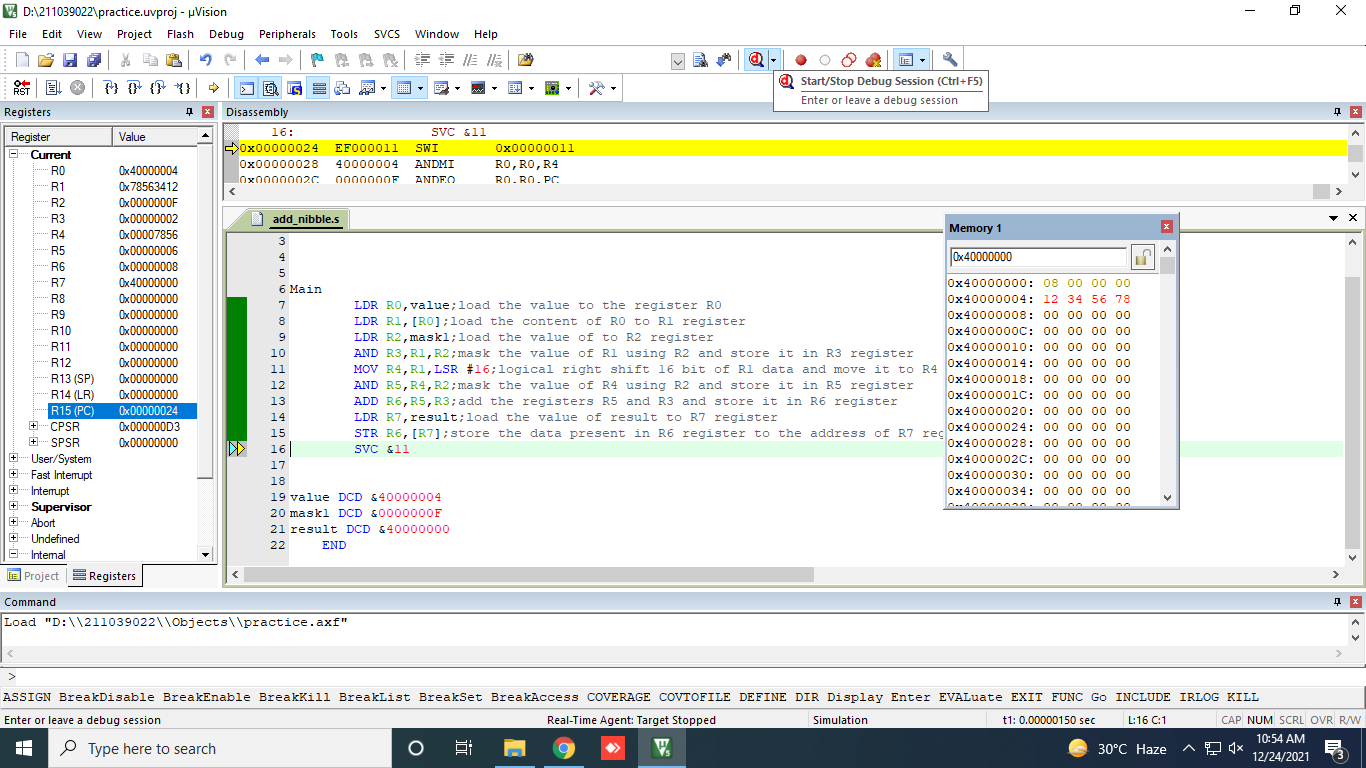 D:\211039022\practice.uvproj - µVision
File Edit View Project Flash Debug Peripherals Tools SVCS Window Help
Start/Stop Debug Session (Ctrl+F5)
Enter or leave a debug session
RST
Registers
Register Value
Current
R0 0x40000004
R1 0x78563412
R2 0x0000000F
R3 0x00000002
R4 0x00007856
R5 0x00000006
R6 0x00000008
R7 0x40000000
R8 0x00000000
R9 0x00000000
R10 0x00000000
R11 0x00000000
R12 0x00000000
R13 (SP) 0x00000000
R14 (LR) 0x00000000
R15 (PC) 0x00000024
CPSR 0x000000D3
SPSR 0x00000000
User/System
Fast Interrupt
Interrupt
Supervisor
Abort
Undefined
Internal
Project Registers
Disassembly
16: SVC &11
0x00000024 EF000011 SWI 0x00000011
0x00000028 40000004 ANDMI R0,R0,R4
0x0000002C 0000000F ANDEQ R0,R0,PC
add_nibble.s
3
4
5
6 Main
7 LDR R0,value;load the value to the register R0
8 LDR R1,[R0];load the content of R0 to R1 register
9 LDR R2,mask1;load the value of to R2 register
10 AND R3,R1,R2;mask the value of R1 using R2 and store it in R3 register
11 MOV R4,R1,LSR #16;logical right shift 16 bit of R1 data and move it to R4
12 AND R5,R4,R2;mask the value of R4 using R2 and store it in R5 register
13 ADD R6,R5,R3;add the registers R5 and R3 and store it in R6 register
14 LDR R7,result;load the value of result to R7 register
15 STR R6,[R7];store the data present in R6 register to the address of R7 reg
16 SVC &11
17
18
19 value DCD &40000004
20 mask1 DCD &0000000F
21 result DCD &40000000
22 END
Memory 1
0x40000000
0x40000000: 08 00 00 00
0x40000004: 12 34 56 78
0x40000008: 00 00 00 00
0x4000000C: 00 00 00 00
0x40000010: 00 00 00 00
0x40000014: 00 00 00 00
0x40000018: 00 00 00 00
0x4000001C: 00 00 00 00
0x40000020: 00 00 00 00
0x40000024: 00 00 00 00
0x40000028: 00 00 00 00
0x4000002C: 00 00 00 00
0x40000030: 00 00 00 00
0x40000034: 00 00 00 00
0x40000038: 00 00 00 00
Command
Load "D:\\211039022\\Objects\\practice.axf"
>
ASSIGN BreakDisable BreakEnable BreakKill BreakList BreakSet BreakAccess COVERAGE COVTOFILE DEFINE DIR Display Enter EVALuate EXIT FUNC Go INCLUDE IRLOG KILL
Enter or leave a debug session Real-Time Agent: Target Stopped Simulation t1: 0.00000150 sec L:16 C:1 CAP NUM SCRL OVR R/W
Type here to search
30°C Haze
10:54 AM
12/24/2021
3